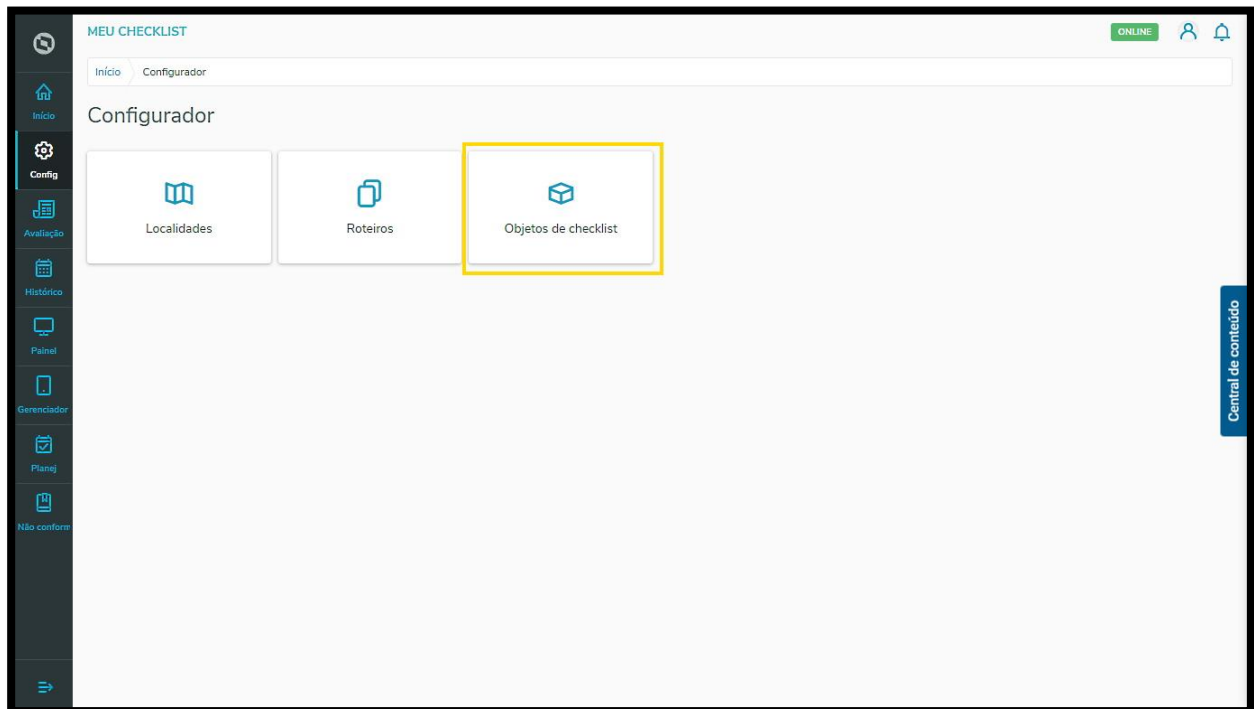 MEU CHECKLIST
ONLINE
Início
Configurador
Configurador
Início
Config
Avaliação
Histórico
Painel
Gerenciador
Planej
Não conform
Localidades
Roteiros
Objetos de checklist
Central de conteúdo